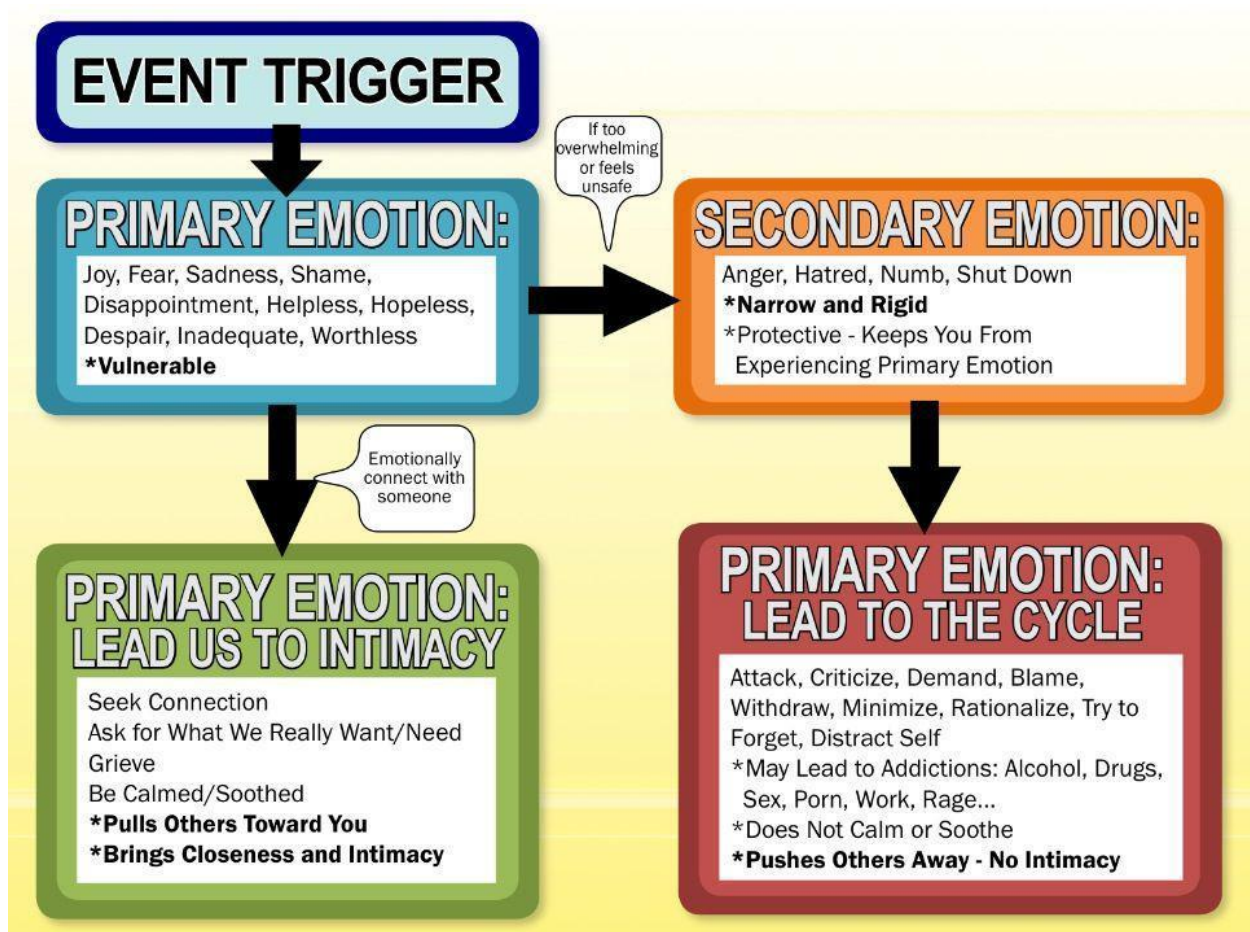 EVENT TRIGGER
If too
overwhelming
or feels
unsafe
PRIMARY EMOTION:
Joy, Fear, Sadness, Shame,
Disappointment, Helpless, Hopeless,
Despair, Inadequate, Worthless
*Vulnerable
SECONDARY EMOTION:
Anger, Hatred, Numb, Shut Down
*Narrow and Rigid
*Protective - Keeps You From
Experiencing Primary Emotion
Emotionally
connect with
someone
PRIMARY EMOTION:
LEAD US TO INTIMACY
Seek Connection
Ask for What We Really Want/Need
Grieve
Be Calmed/Soothed
*Pulls Others Toward You
*Brings Closeness and Intimacy
PRIMARY EMOTION:
LEAD TO THE CYCLE
Attack, Criticize, Demand, Blame,
Withdraw, Minimize, Rationalize, Try to
Forget, Distract Self
*May Lead to Addictions: Alcohol, Drugs,
Sex, Porn, Work, Rage...
*Does Not Calm or Soothe
*Pushes Others Away - No Intimacy